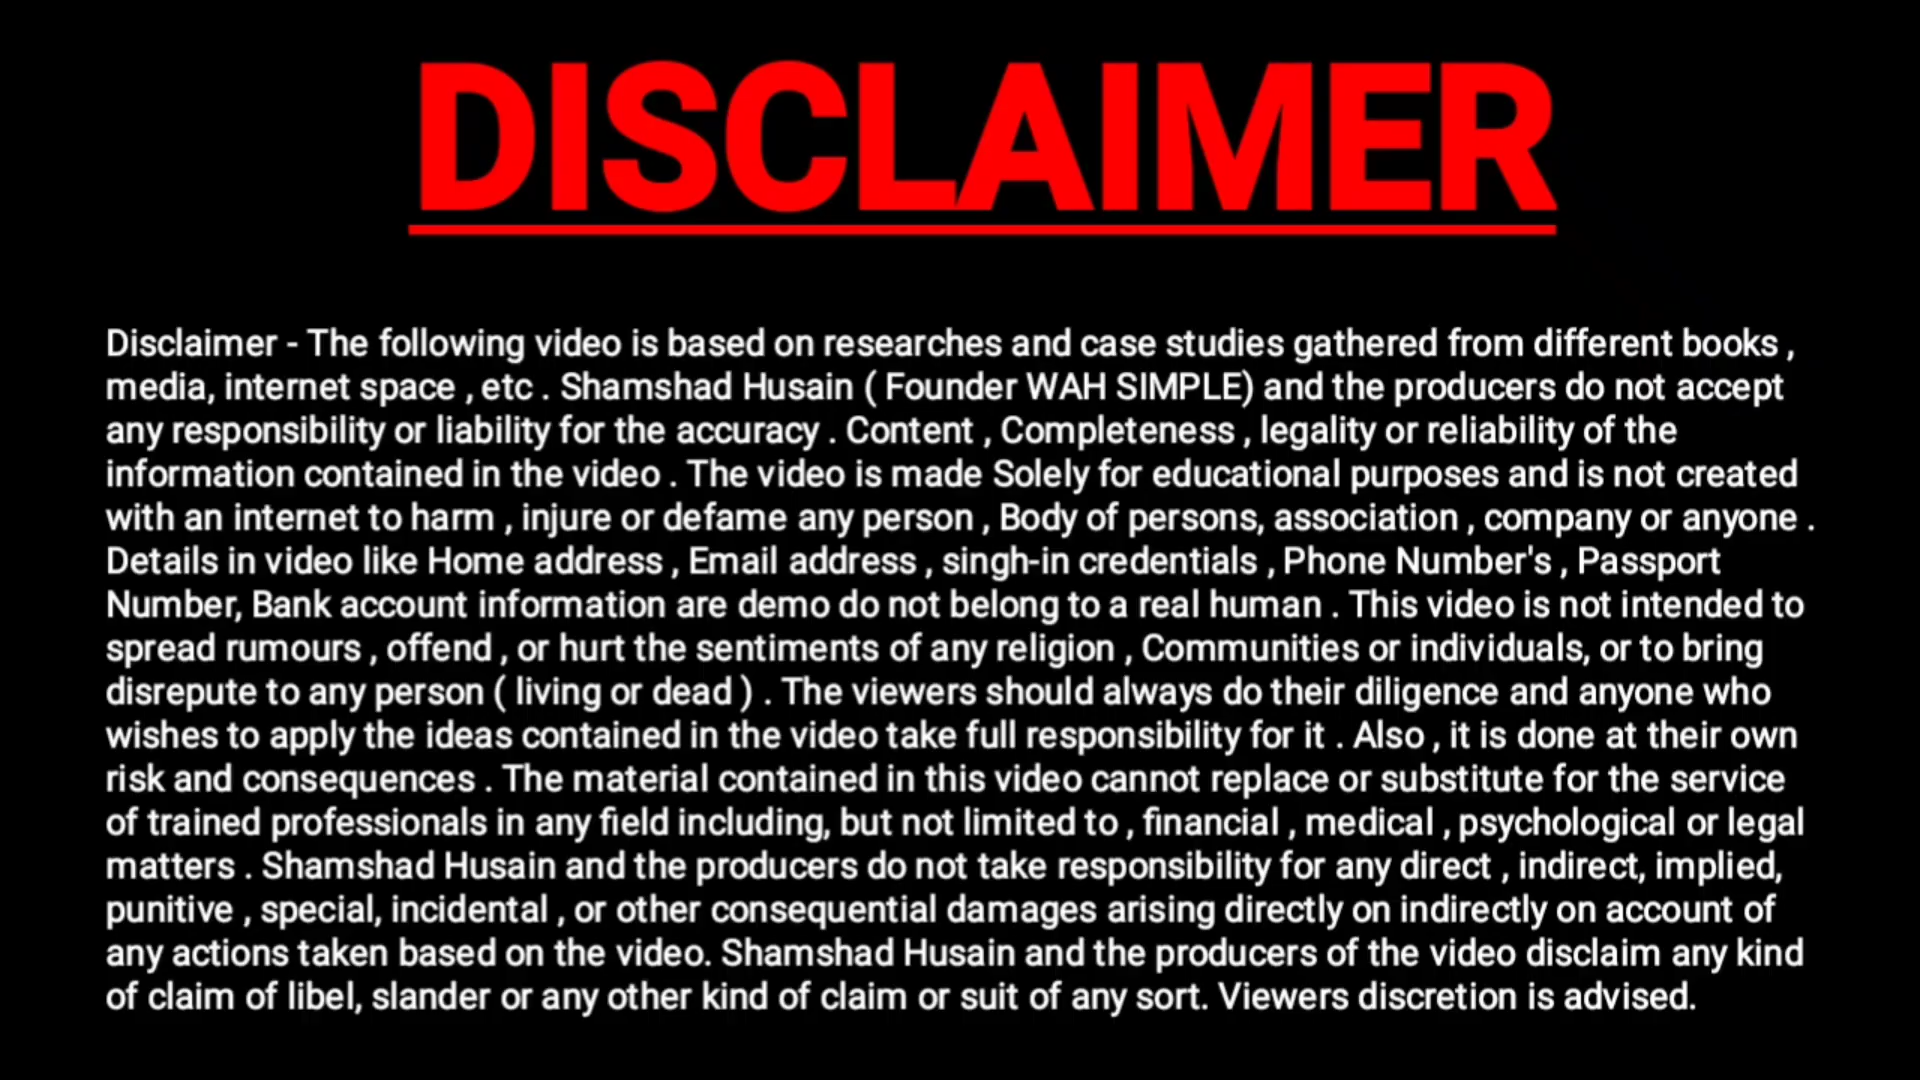 DISCLAIMER
Disclaimer - The following video is based on researches and case studies gathered from different books ,
media, internet space , etc . Shamshad Husain ( Founder WAH SIMPLE) and the producers do not accept
any responsibility or liability for the accuracy . Content , Completeness , legality or reliability of the
information contained in the video . The video is made Solely for educational purposes and is not created
with an internet to harm , injure or defame any person , Body of persons, association , company or anyone .
Details in video like Home address , Email address , singh-in credentials , Phone Number's , Passport
Number, Bank account information are demo do not belong to a real human . This video is not intended to
spread rumours , offend , or hurt the sentiments of any religion , Communities or individuals, or to bring
disrepute to any person ( living or dead ) . The viewers should always do their diligence and anyone who
wishes to apply the ideas contained in the video take full responsibility for it . Also , it is done at their own
risk and consequences . The material contained in this video cannot replace or substitute for the service
of trained professionals in any field including, but not limited to , financial , medical , psychological or legal
matters . Shamshad Husain and the producers do not take responsibility for any direct , indirect, implied,
punitive , special, incidental , or other consequential damages arising directly on indirectly on account of
any actions taken based on the video. Shamshad Husain and the producers of the video disclaim any kind
of claim of libel, slander or any other kind of claim or suit of any sort. Viewers discretion is advised.